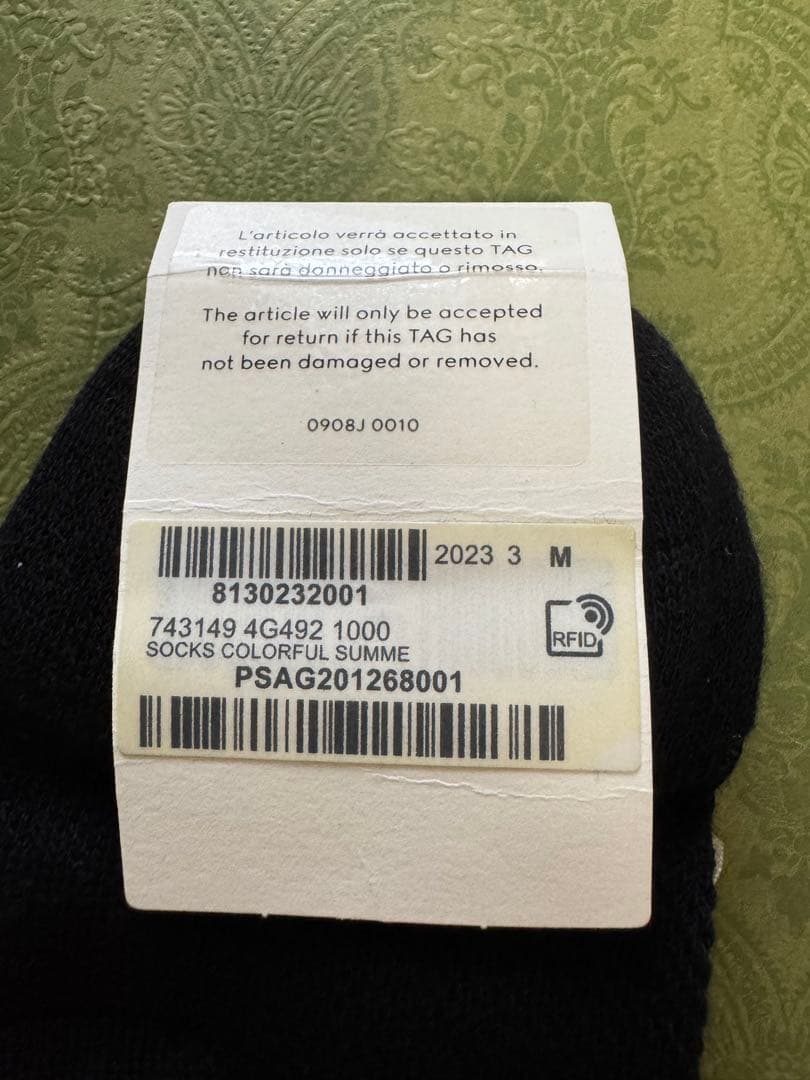 L'articolo verrà accettato in
restituzione solo se questo TAG
non sarà danneggiato o rimosso.
The article will only be accepted
for return if this TAG has
not been damaged or removed.
0908J 0010
2023 3 M
8130232001
743149 4G492 1000
RFID
SOCKS COLORFUL SUMME
PSAG201268001